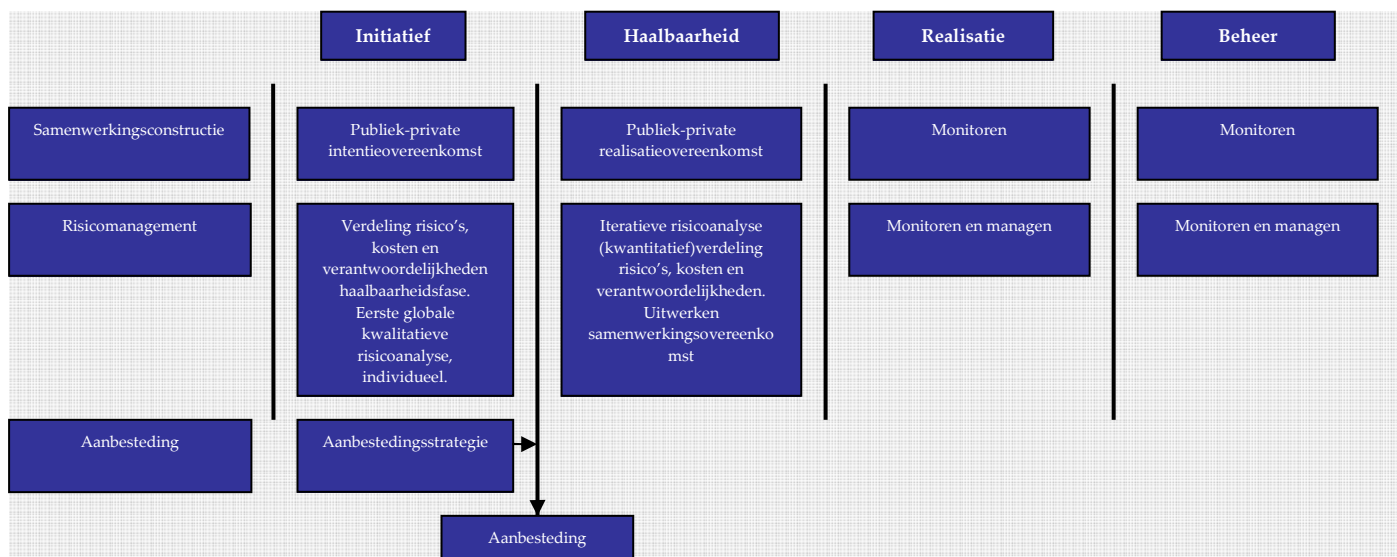 Initiatief
Haalbaarheid
Realisatie
Beheer
Samenwerkingsconstructie
Publiek-private
intentieovereenkomst
Publiek-private
realisatieovereenkomst
Monitoren
Monitoren
Risicomanagement
Verdeling risico’s,
kosten en
verantwoordelijkheden
haalbaarheidsfase.
Eerste globale
kwalitatieve
risicoanalyse,
individueel.
Iteratieve risicoanalyse
(kwantitatief)verdeling
risico’s, kosten en
verantwoordelijkheden.
Uitwerken
samenwerkingsovereenko
mst
Monitoren en managen
Monitoren en managen
Aanbesteding
Aanbestedingsstrategie
Aanbesteding